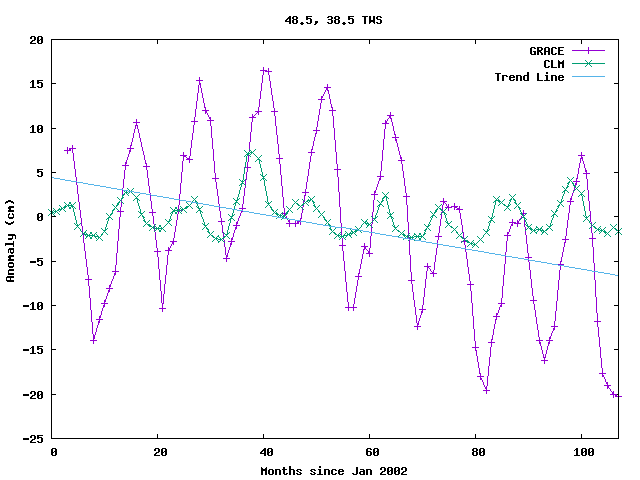 48.5, 38.5 TWS
GRACE
CLM
Trend Line
20
15
10
5
0
-5
-10
-15
-20
-25
Anomaly (cm)
0 20 40 60 80 100
Months since Jan 2002